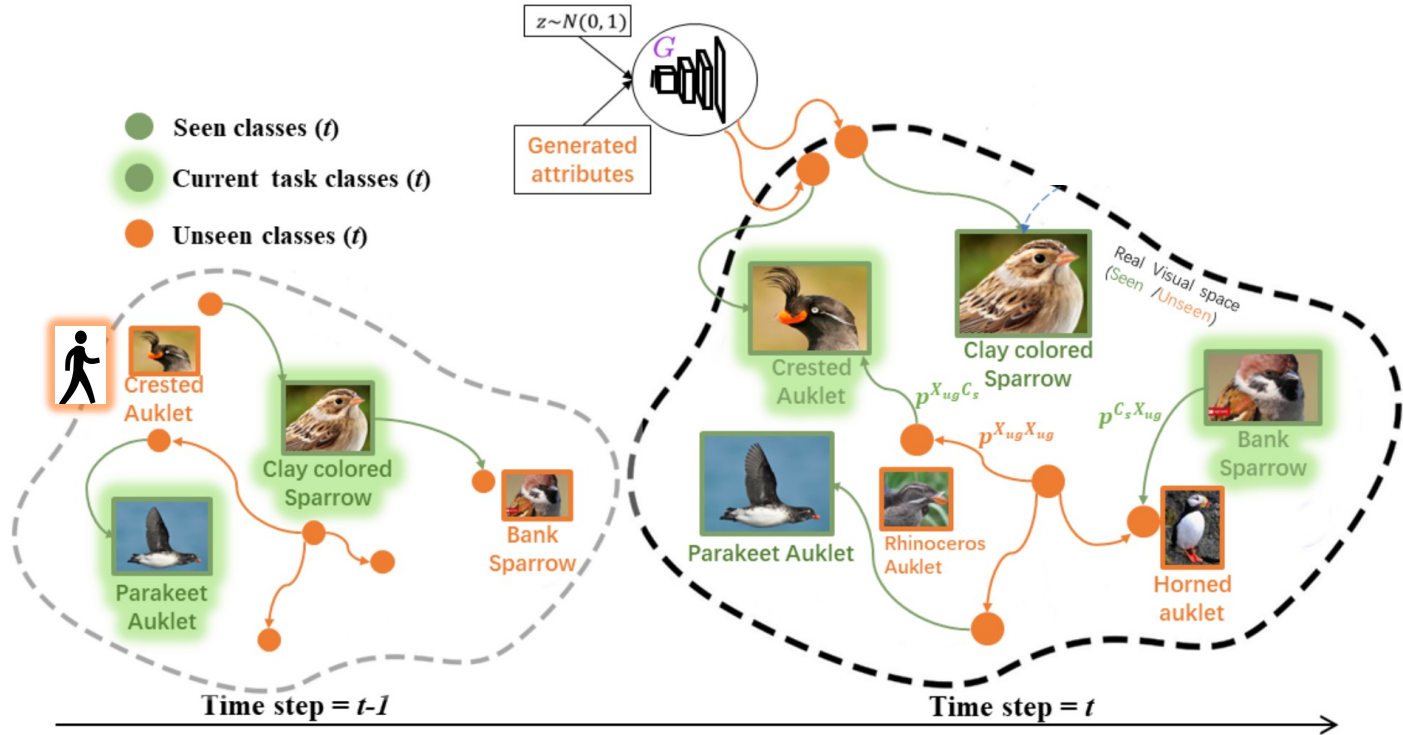 z~N(0,1)
G
Generated
attributes
Seen classes (t)
Current task classes (t)
Unseen classes (t)
Crested
Auklet
Clay colored
Sparrow
Bank
Sparrow
Parakeet
Auklet
Time step = t-1
Real Visual space
(Seen /Unseen)
Crested
Auklet
Clay colored
Sparrow
Bank
Sparrow
p^{X_{ug}C_s}
p^{X_{ug}X_{ug}}
p^{C_sX_{ug}}
Parakeet Auklet
Rhinoceros
Auklet
Horned
auklet
Time step = t